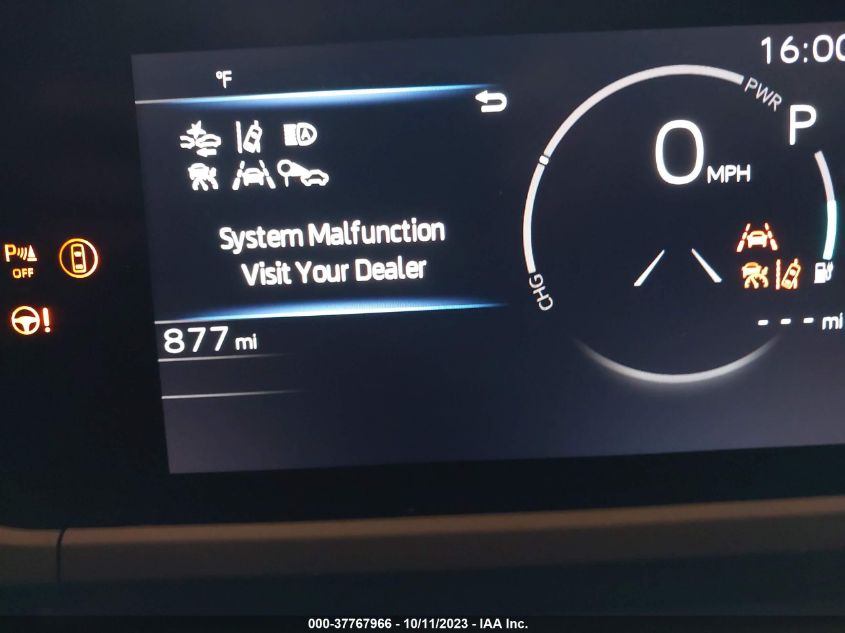 °F
16:00
PWR
P
0 MPH
System Malfunction
Visit Your Dealer
P
OFF
CHG
877 mi
--- mi
000-37767966 - 10/11/2023 - IAA Inc.